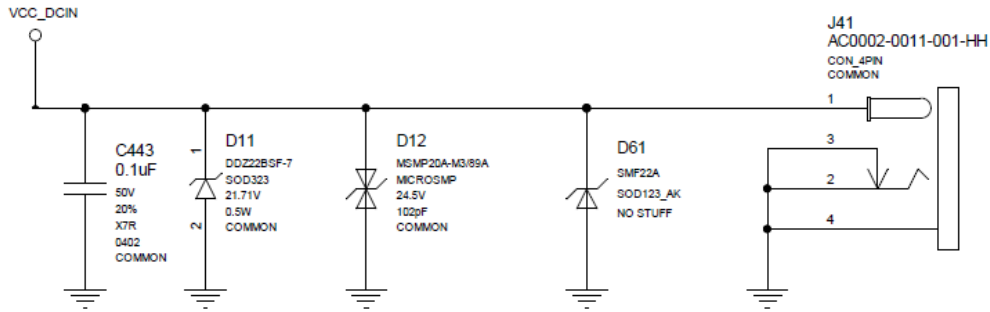 VCC_DCIN
J41
AC0002-0011-001-HH
CON_4PIN
COMMON
1
3
2
4
C443
0.1uF
50V
20%
X7R
0402
COMMON
1
D11
DDZ22BSF-7
SOD323
21.71V
0.5W
COMMON
2
D12
MSMP20A-M3/89A
MICROSMP
24.5V
102pF
COMMON
D61
SMF22A
SOD123_AK
NO STUFF